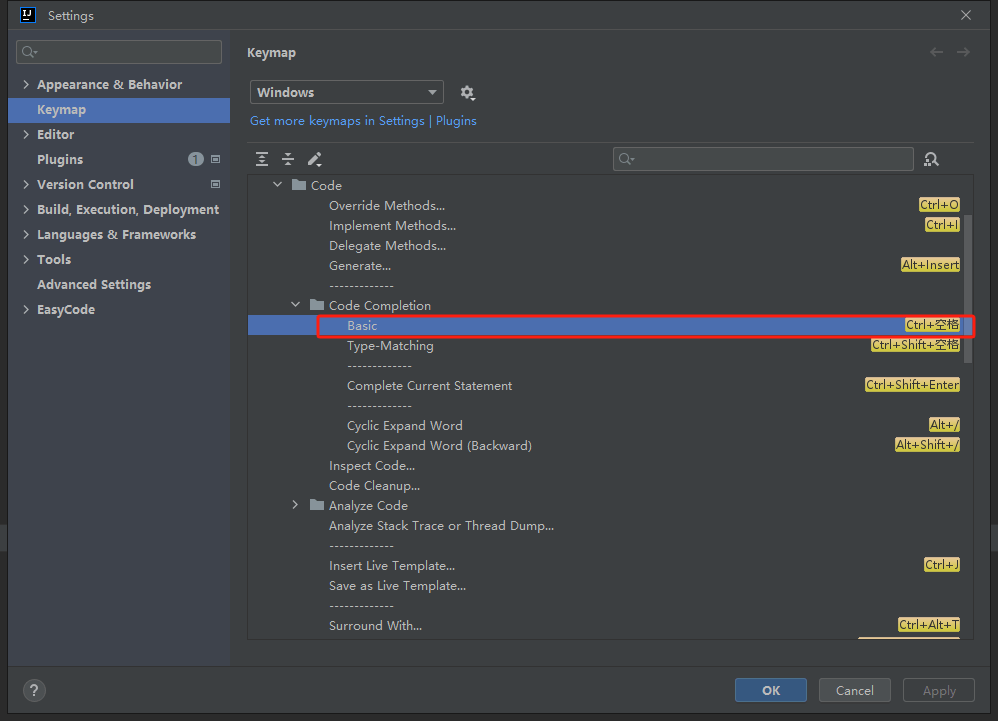 IJ
Settings
Keymap
Appearance & Behavior
Keymap
Editor
Plugins 1
Version Control
Build, Execution, Deployment
Languages & Frameworks
Tools
Advanced Settings
EasyCode
Windows
Get more keymaps in Settings | Plugins
Code
Override Methods... Ctrl+O
Implement Methods... Ctrl+I
Delegate Methods...
Generate... Alt+Insert
-------------
Code Completion
Basic Ctrl+空格
Type-Matching Ctrl+Shift+空格
-------------
Complete Current Statement Ctrl+Shift+Enter
-------------
Cyclic Expand Word Alt+/
Cyclic Expand Word (Backward) Alt+Shift+/
Inspect Code...
Code Cleanup...
Analyze Code
Analyze Stack Trace or Thread Dump...
-------------
Insert Live Template... Ctrl+J
Save as Live Template...
-------------
Surround With... Ctrl+Alt+T
? OK Cancel Apply